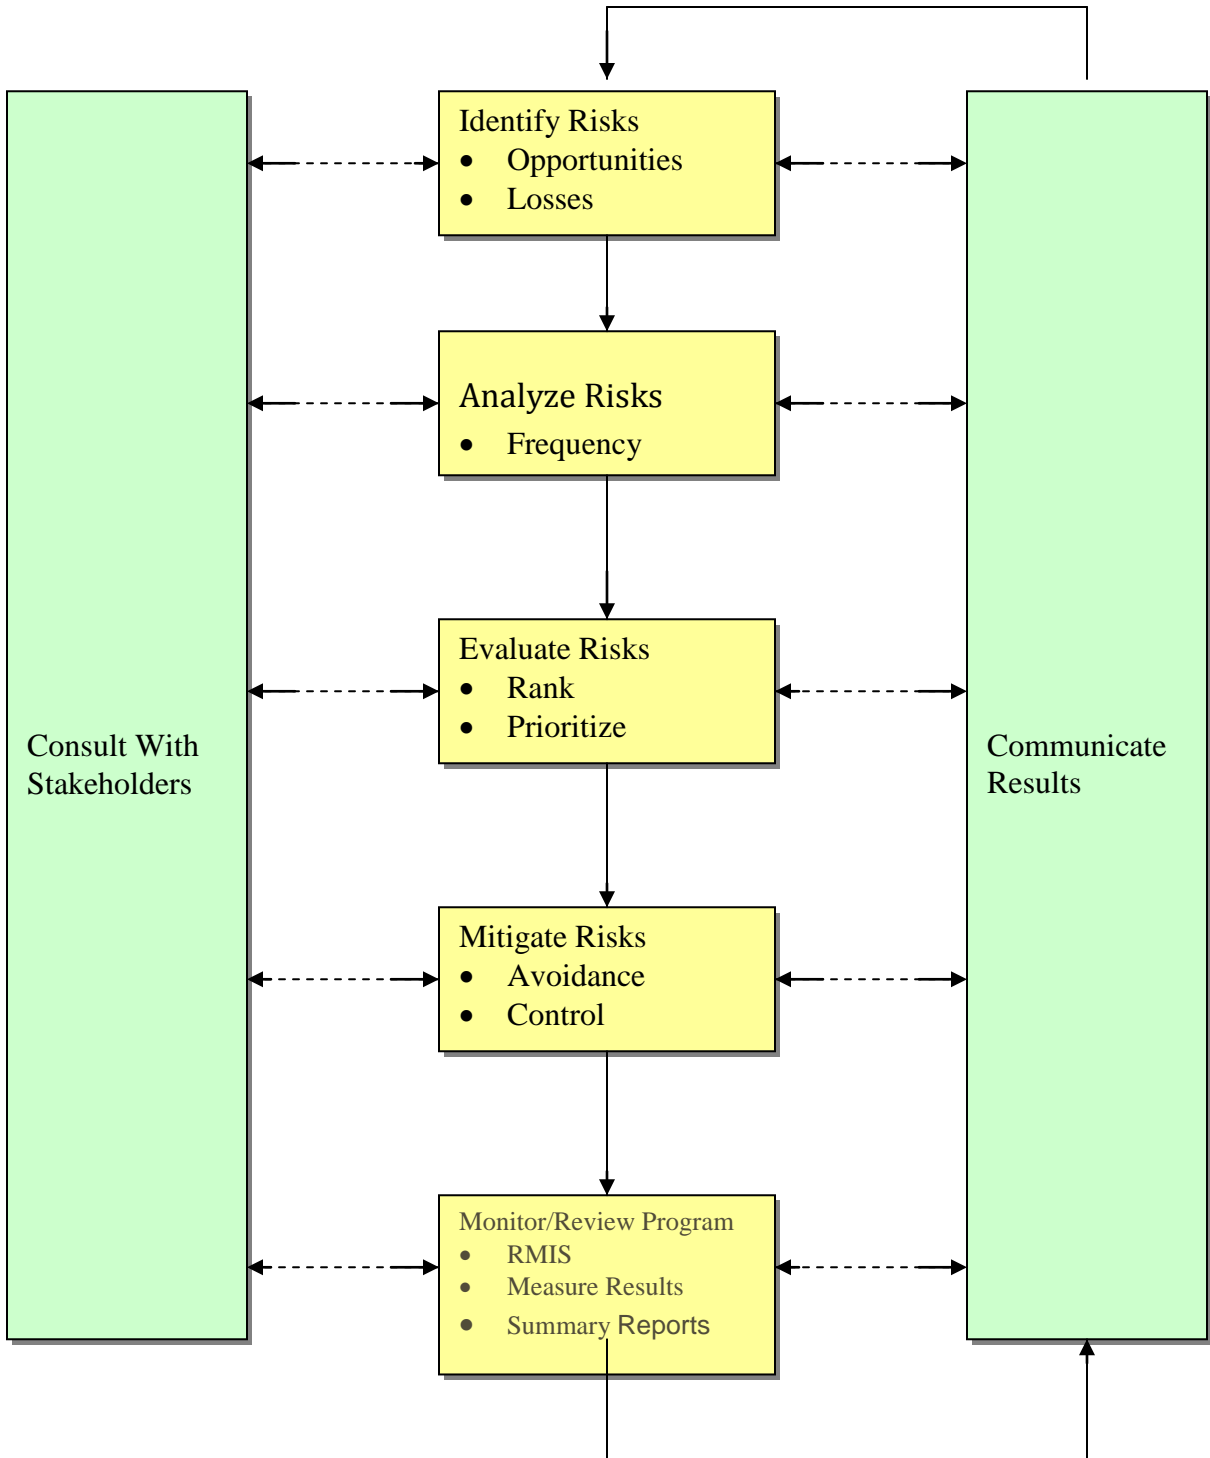 Identify Risks
• Opportunities
• Losses
Analyze Risks
• Frequency
Evaluate Risks
• Rank
• Prioritize
Consult With
Stakeholders
Communicate
Results
Mitigate Risks
• Avoidance
• Control
Monitor/Review Program
• RMIS
• Measure Results
• Summary Reports